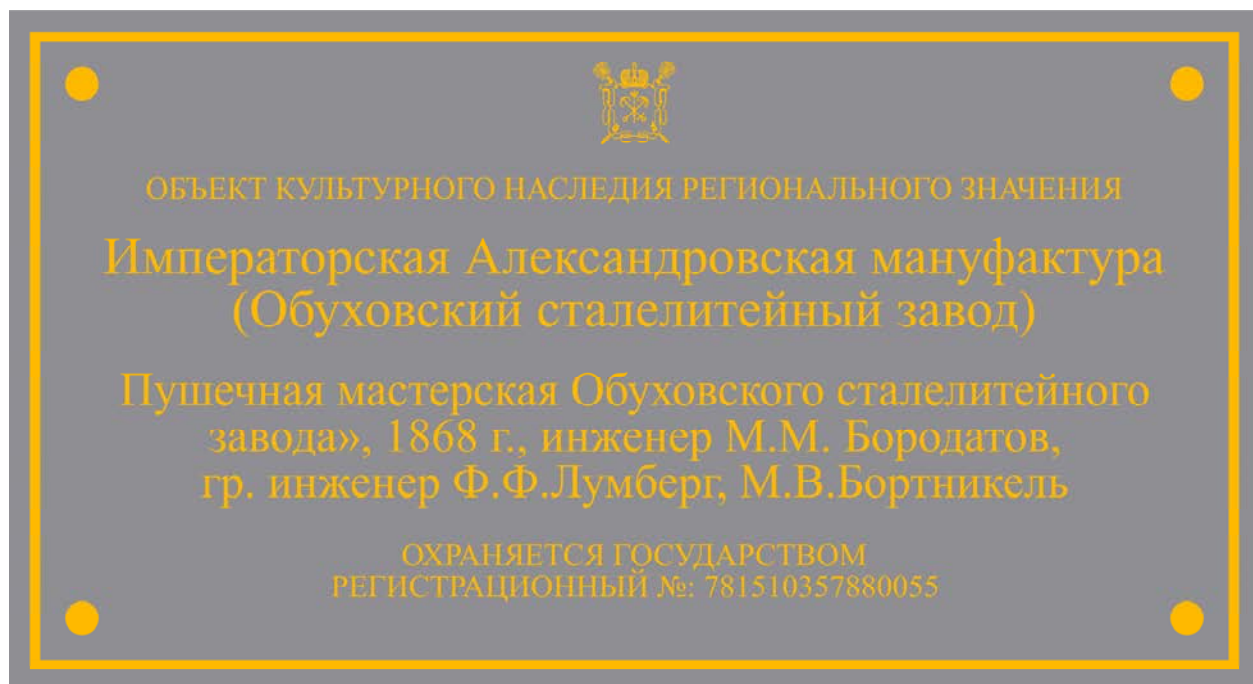 ОБЪЕКТ КУЛЬТУРНОГО НАСЛЕДИЯ РЕГИОНАЛЬНОГО ЗНАЧЕНИЯ
Императорская Александровская мануфактура
(Обуховский сталелитейный завод)
Пушечная мастерская Обуховского сталелитейного
завода», 1868 г., инженер М.М. Бородатов,
гр. инженер Ф.Ф.Лумберг, М.В.Бортникель
ОХРАНЯЕТСЯ ГОСУДАРСТВОМ
РЕГИСТРАЦИОННЫЙ №: 781510357880055